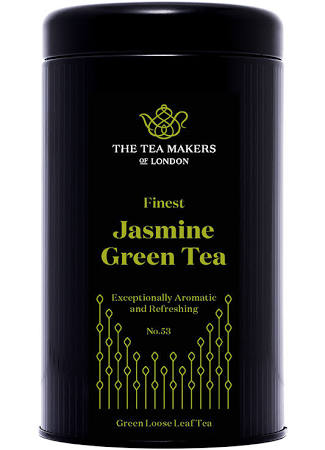 THE TEA MAKERS
OF LONDON
Finest
Jasmine
Green Tea
Exceptionally Aromatic
and Refreshing
No.53
Green Loose Leaf Tea